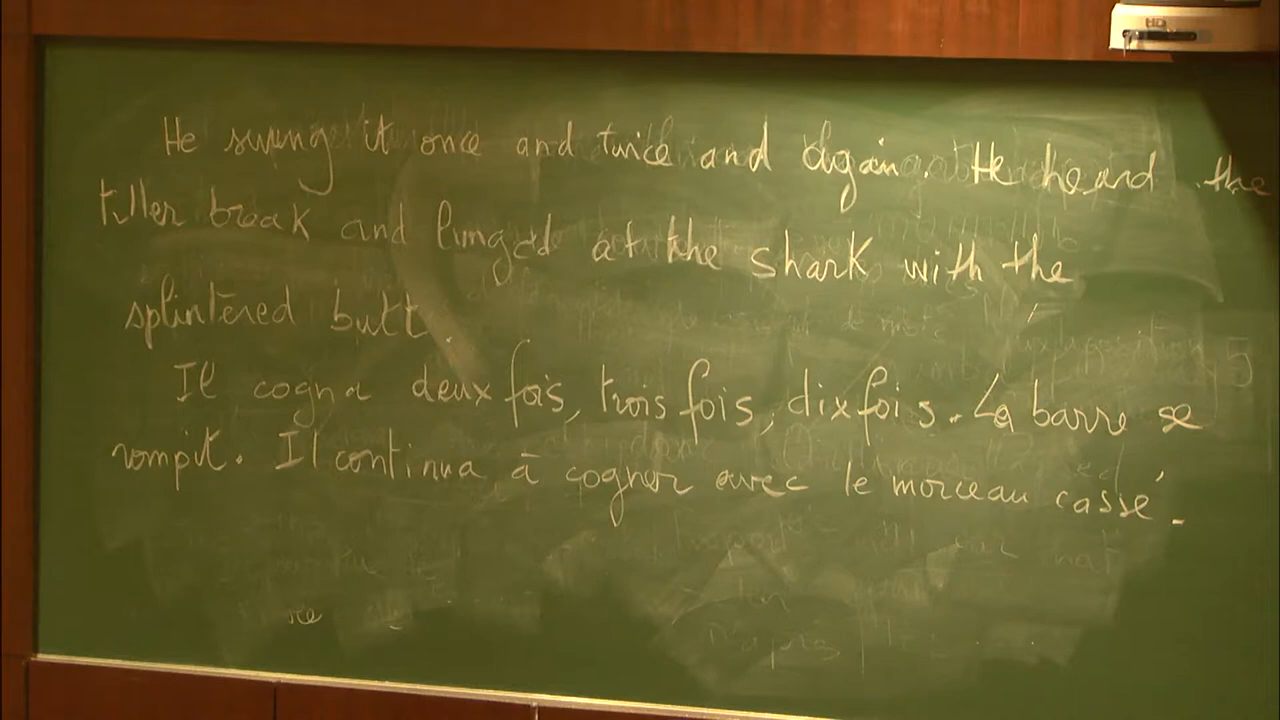 HD
He swung it once and twice and again. He heard the
tiller break and lunged at the shark with the
splintered butt.
Il cogna deux fois, trois fois, dix fois. La barre se
rompit. Il continua à cogner avec le morceau cassé.